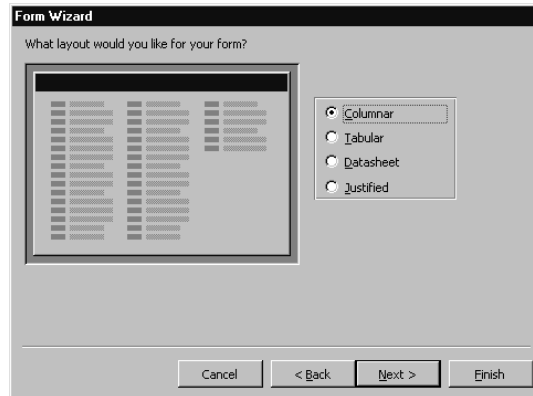 Form Wizard
What layout would you like for your form?
Columnar
Tabular
Datasheet
Justified
Cancel
< Back
Next >
Finish